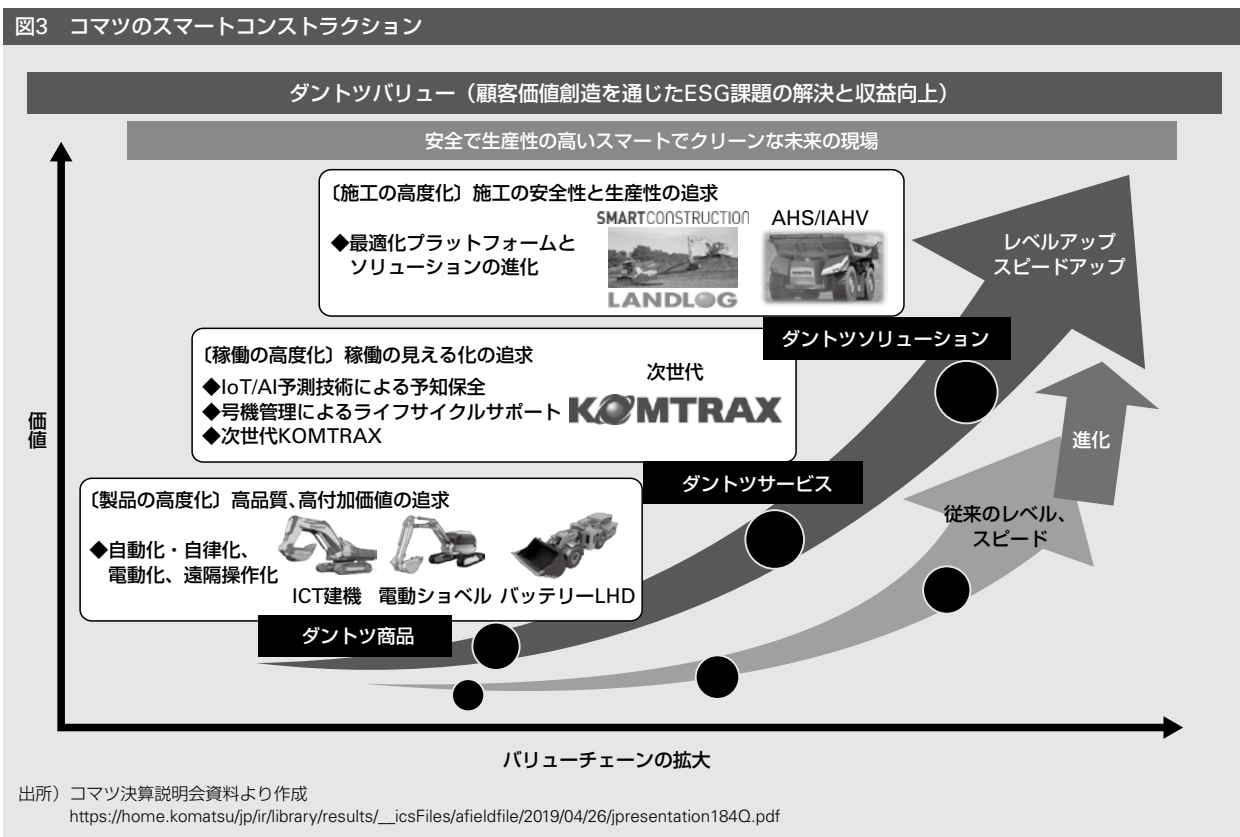 図3 コマツのスマートコンストラクション
ダントツバリュー（顧客価値創造を通じたESG課題の解決と収益向上）
安全で生産性の高いスマートでクリーンな未来の現場
〔施工の高度化〕施工の安全性と生産性の追求
◆最適化プラットフォームと
ソリューションの進化
SMARTCONSTRUCTION
LANDLOG
AHS/IAHV
レベルアップ
スピードアップ
ダントツソリューション
〔稼働の高度化〕稼働の見える化の追求
◆IoT/AI予測技術による予知保全
◆号機管理によるライフサイクルサポート
◆次世代KOMTRAX
次世代
KOMTRAX
ダントツサービス
進化
従来のレベル、
スピード
〔製品の高度化〕高品質、高付加価値の追求
◆自動化・自律化、
電動化、遠隔操作化
ICT建機 電動ショベル バッテリーLHD
ダントツ商品
価値
バリューチェーンの拡大
出所）コマツ決算説明会資料より作成
https://home.komatsu/jp/ir/library/results/__icsFiles/afieldfile/2019/04/26/jpresentation184Q.pdf